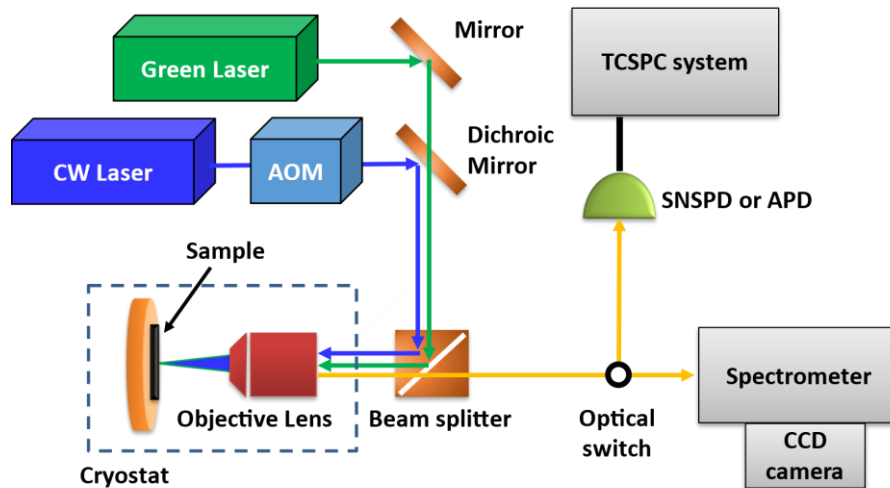 Mirror
Green Laser
TCSPC system
Dichroic
Mirror
CW Laser
AOM
SNSPD or APD
Sample
Spectrometer
Objective Lens
Beam splitter
Optical
switch
CCD
camera
Cryostat